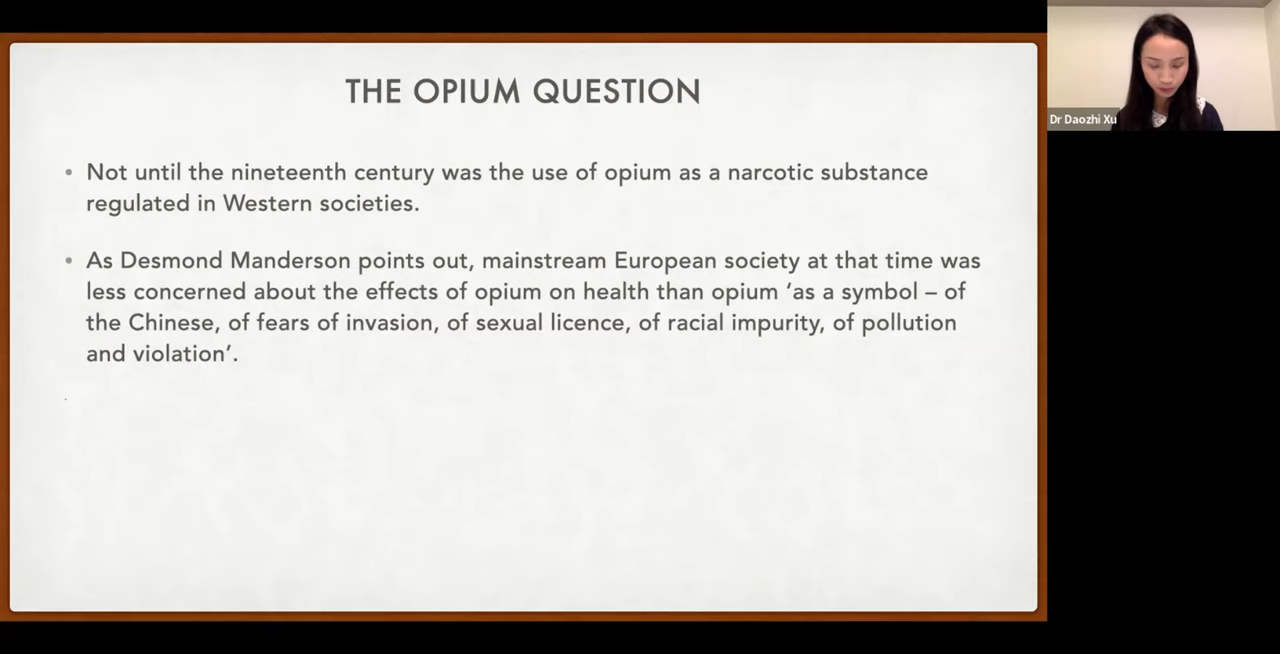 THE OPIUM QUESTION
• Not until the nineteenth century was the use of opium as a narcotic substance
regulated in Western societies.
• As Desmond Manderson points out, mainstream European society at that time was
less concerned about the effects of opium on health than opium ‘as a symbol – of
the Chinese, of fears of invasion, of sexual licence, of racial impurity, of pollution
and violation’.
Dr Daozhi Xu